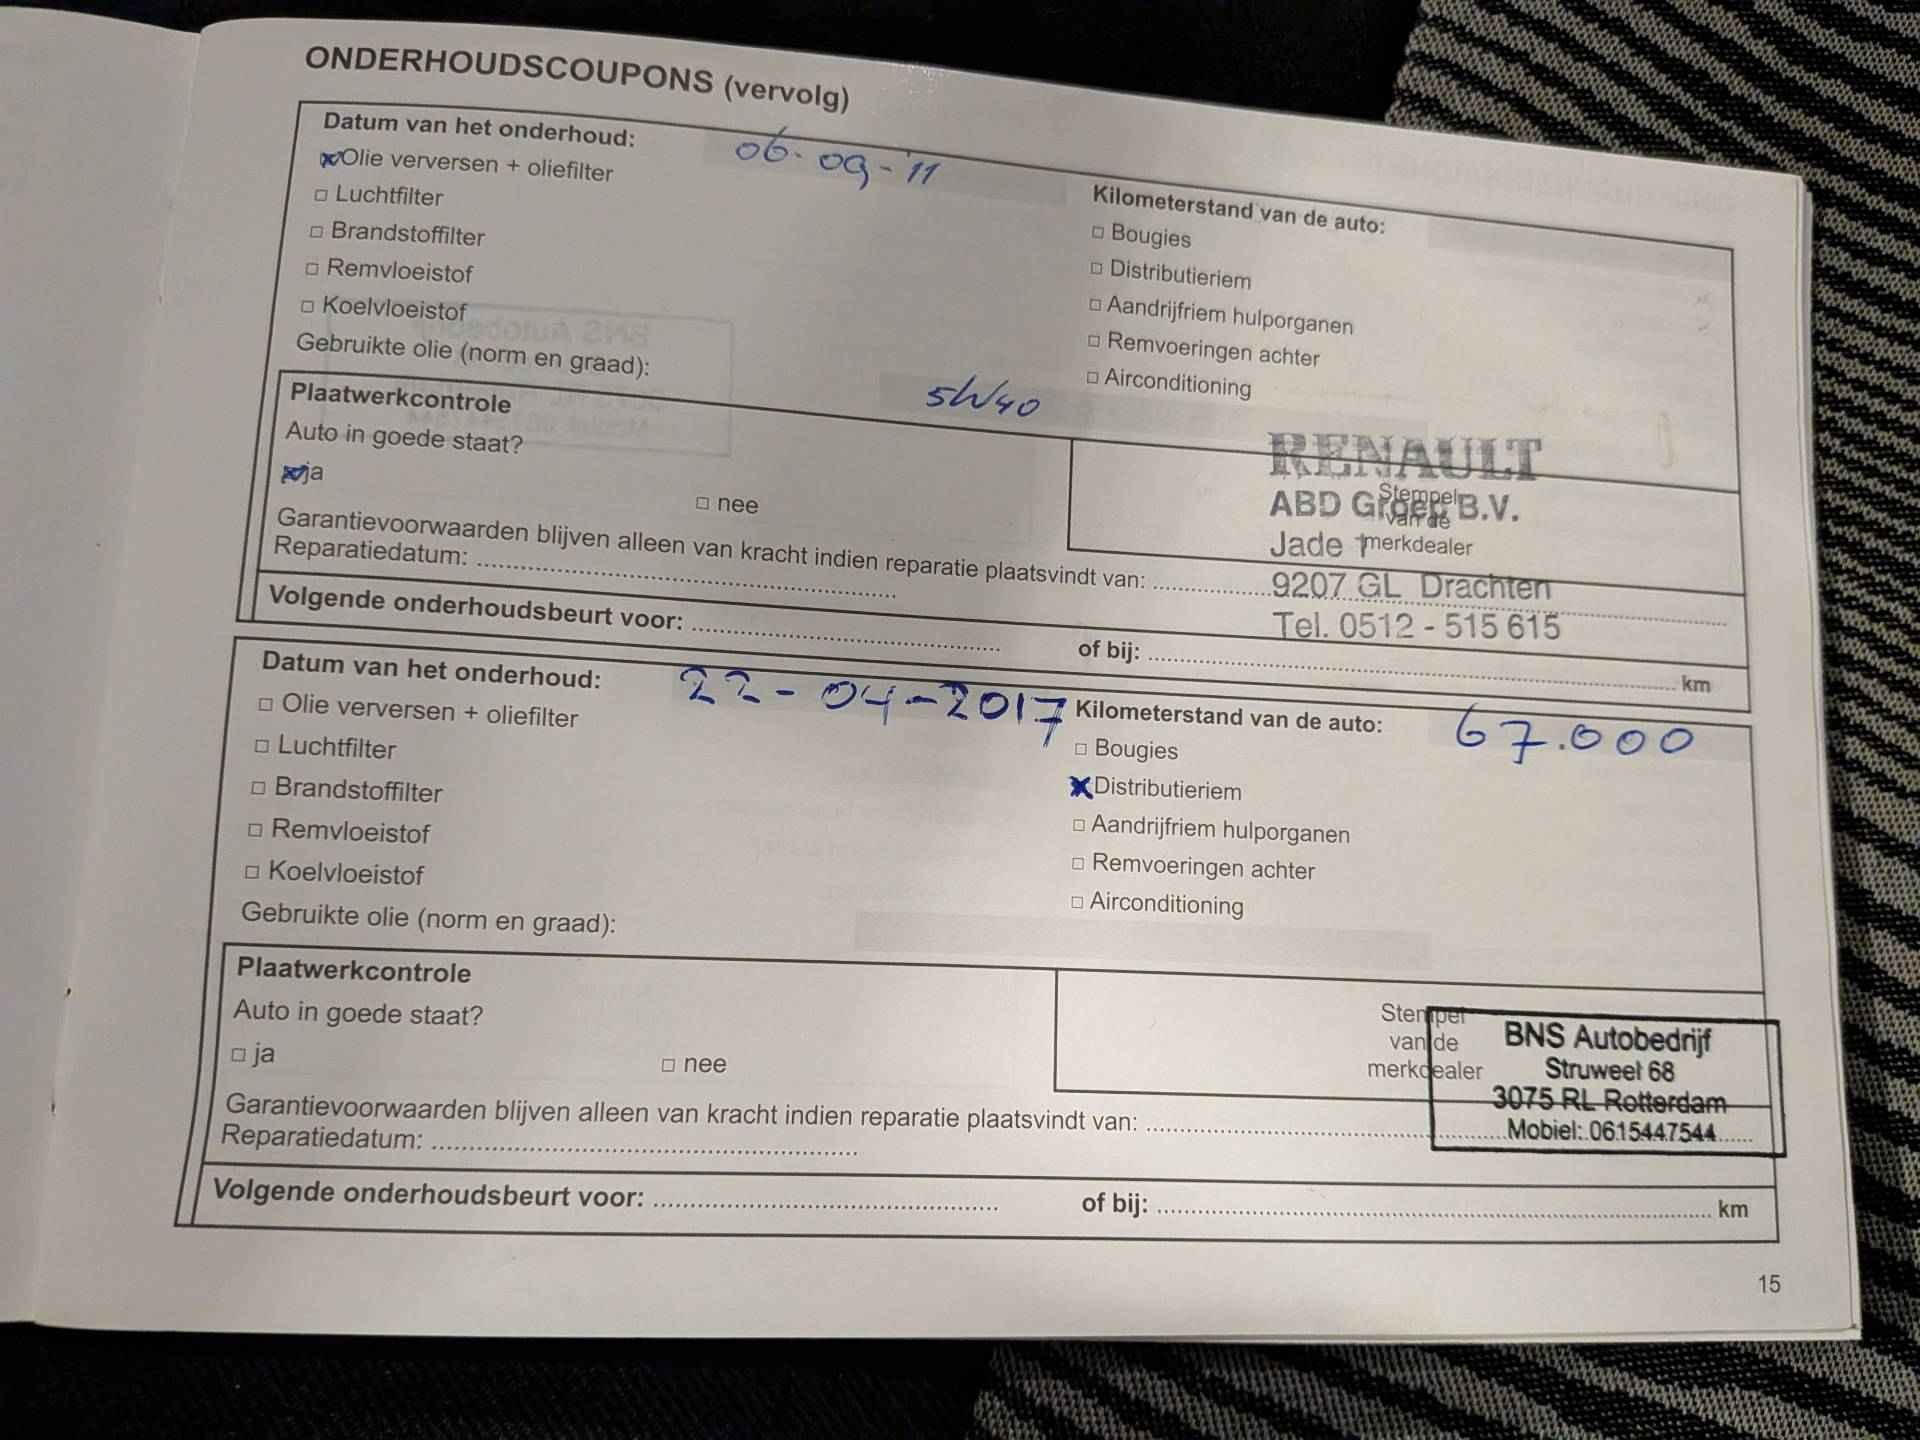 ONDERHOUDSCOUPONS (vervolg)
Datum van het onderhoud: 06-09-'11
Olie verversen + oliefilter
Luchtfilter
Brandstoffilter
Remvloeistof
Koelvloeistof
Gebruikte olie (norm en graad): 5W40
Kilometerstand van de auto:
Bougies
Distributieriem
Aandrijfriem hulporganen
Remvoeringen achter
Airconditioning
Plaatwerkcontrole
Auto in goede staat?
ja
nee
Stempel
van de
merkdealer
RENAULT
ABD Groep B.V.
Jade 1
9207 GL Drachten
Tel. 0512 - 515 615
Garantievoorwaarden blijven alleen van kracht indien reparatie plaatsvindt van:
Reparatiedatum:
Volgende onderhoudsbeurt voor: of bij: km
Datum van het onderhoud: 22-04-2017
Olie verversen + oliefilter
Luchtfilter
Brandstoffilter
Remvloeistof
Koelvloeistof
Gebruikte olie (norm en graad):
Kilometerstand van de auto: 67.000
Bougies
Distributieriem
Aandrijfriem hulporganen
Remvoeringen achter
Airconditioning
Plaatwerkcontrole
Auto in goede staat?
ja
nee
Stempel
van de
merkdealer
BNS Autobedrijf
Struweel 68
3075 RL Rotterdam
Mobiel: 0615447544
Garantievoorwaarden blijven alleen van kracht indien reparatie plaatsvindt van:
Reparatiedatum:
Volgende onderhoudsbeurt voor: of bij: km
15